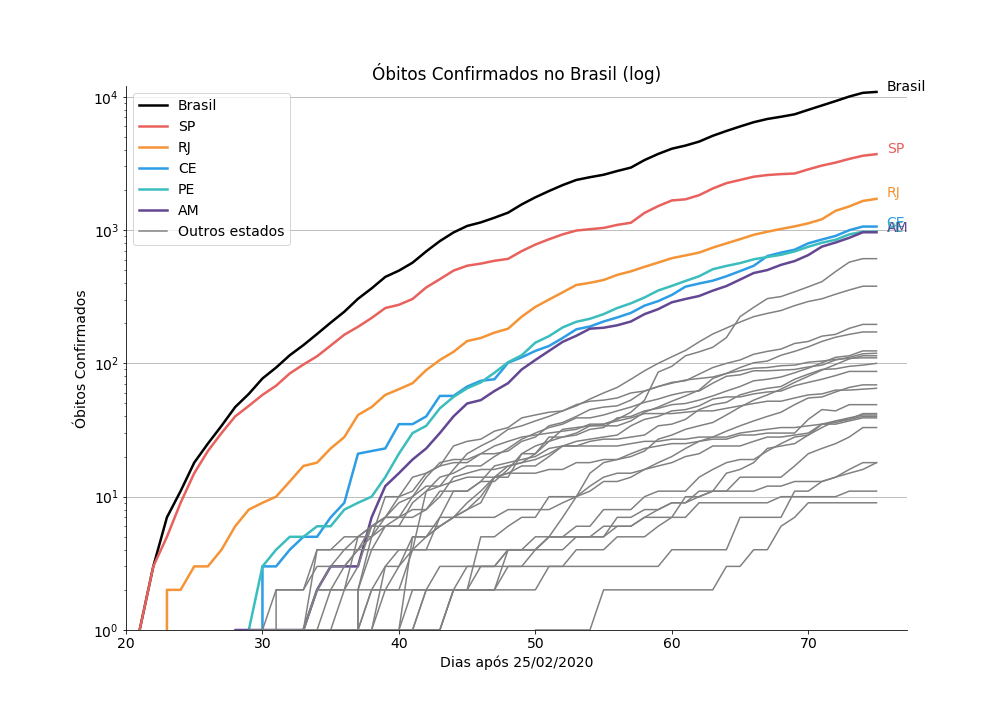 Óbitos Confirmados no Brasil (log)
Brasil
SP
RJ
CE
PE
AM
Outros estados
Brasil
SP
RJ
CE
AM
10⁴
10³
10²
10¹
10⁰
Óbitos Confirmados
20 30 40 50 60 70
Dias após 25/02/2020